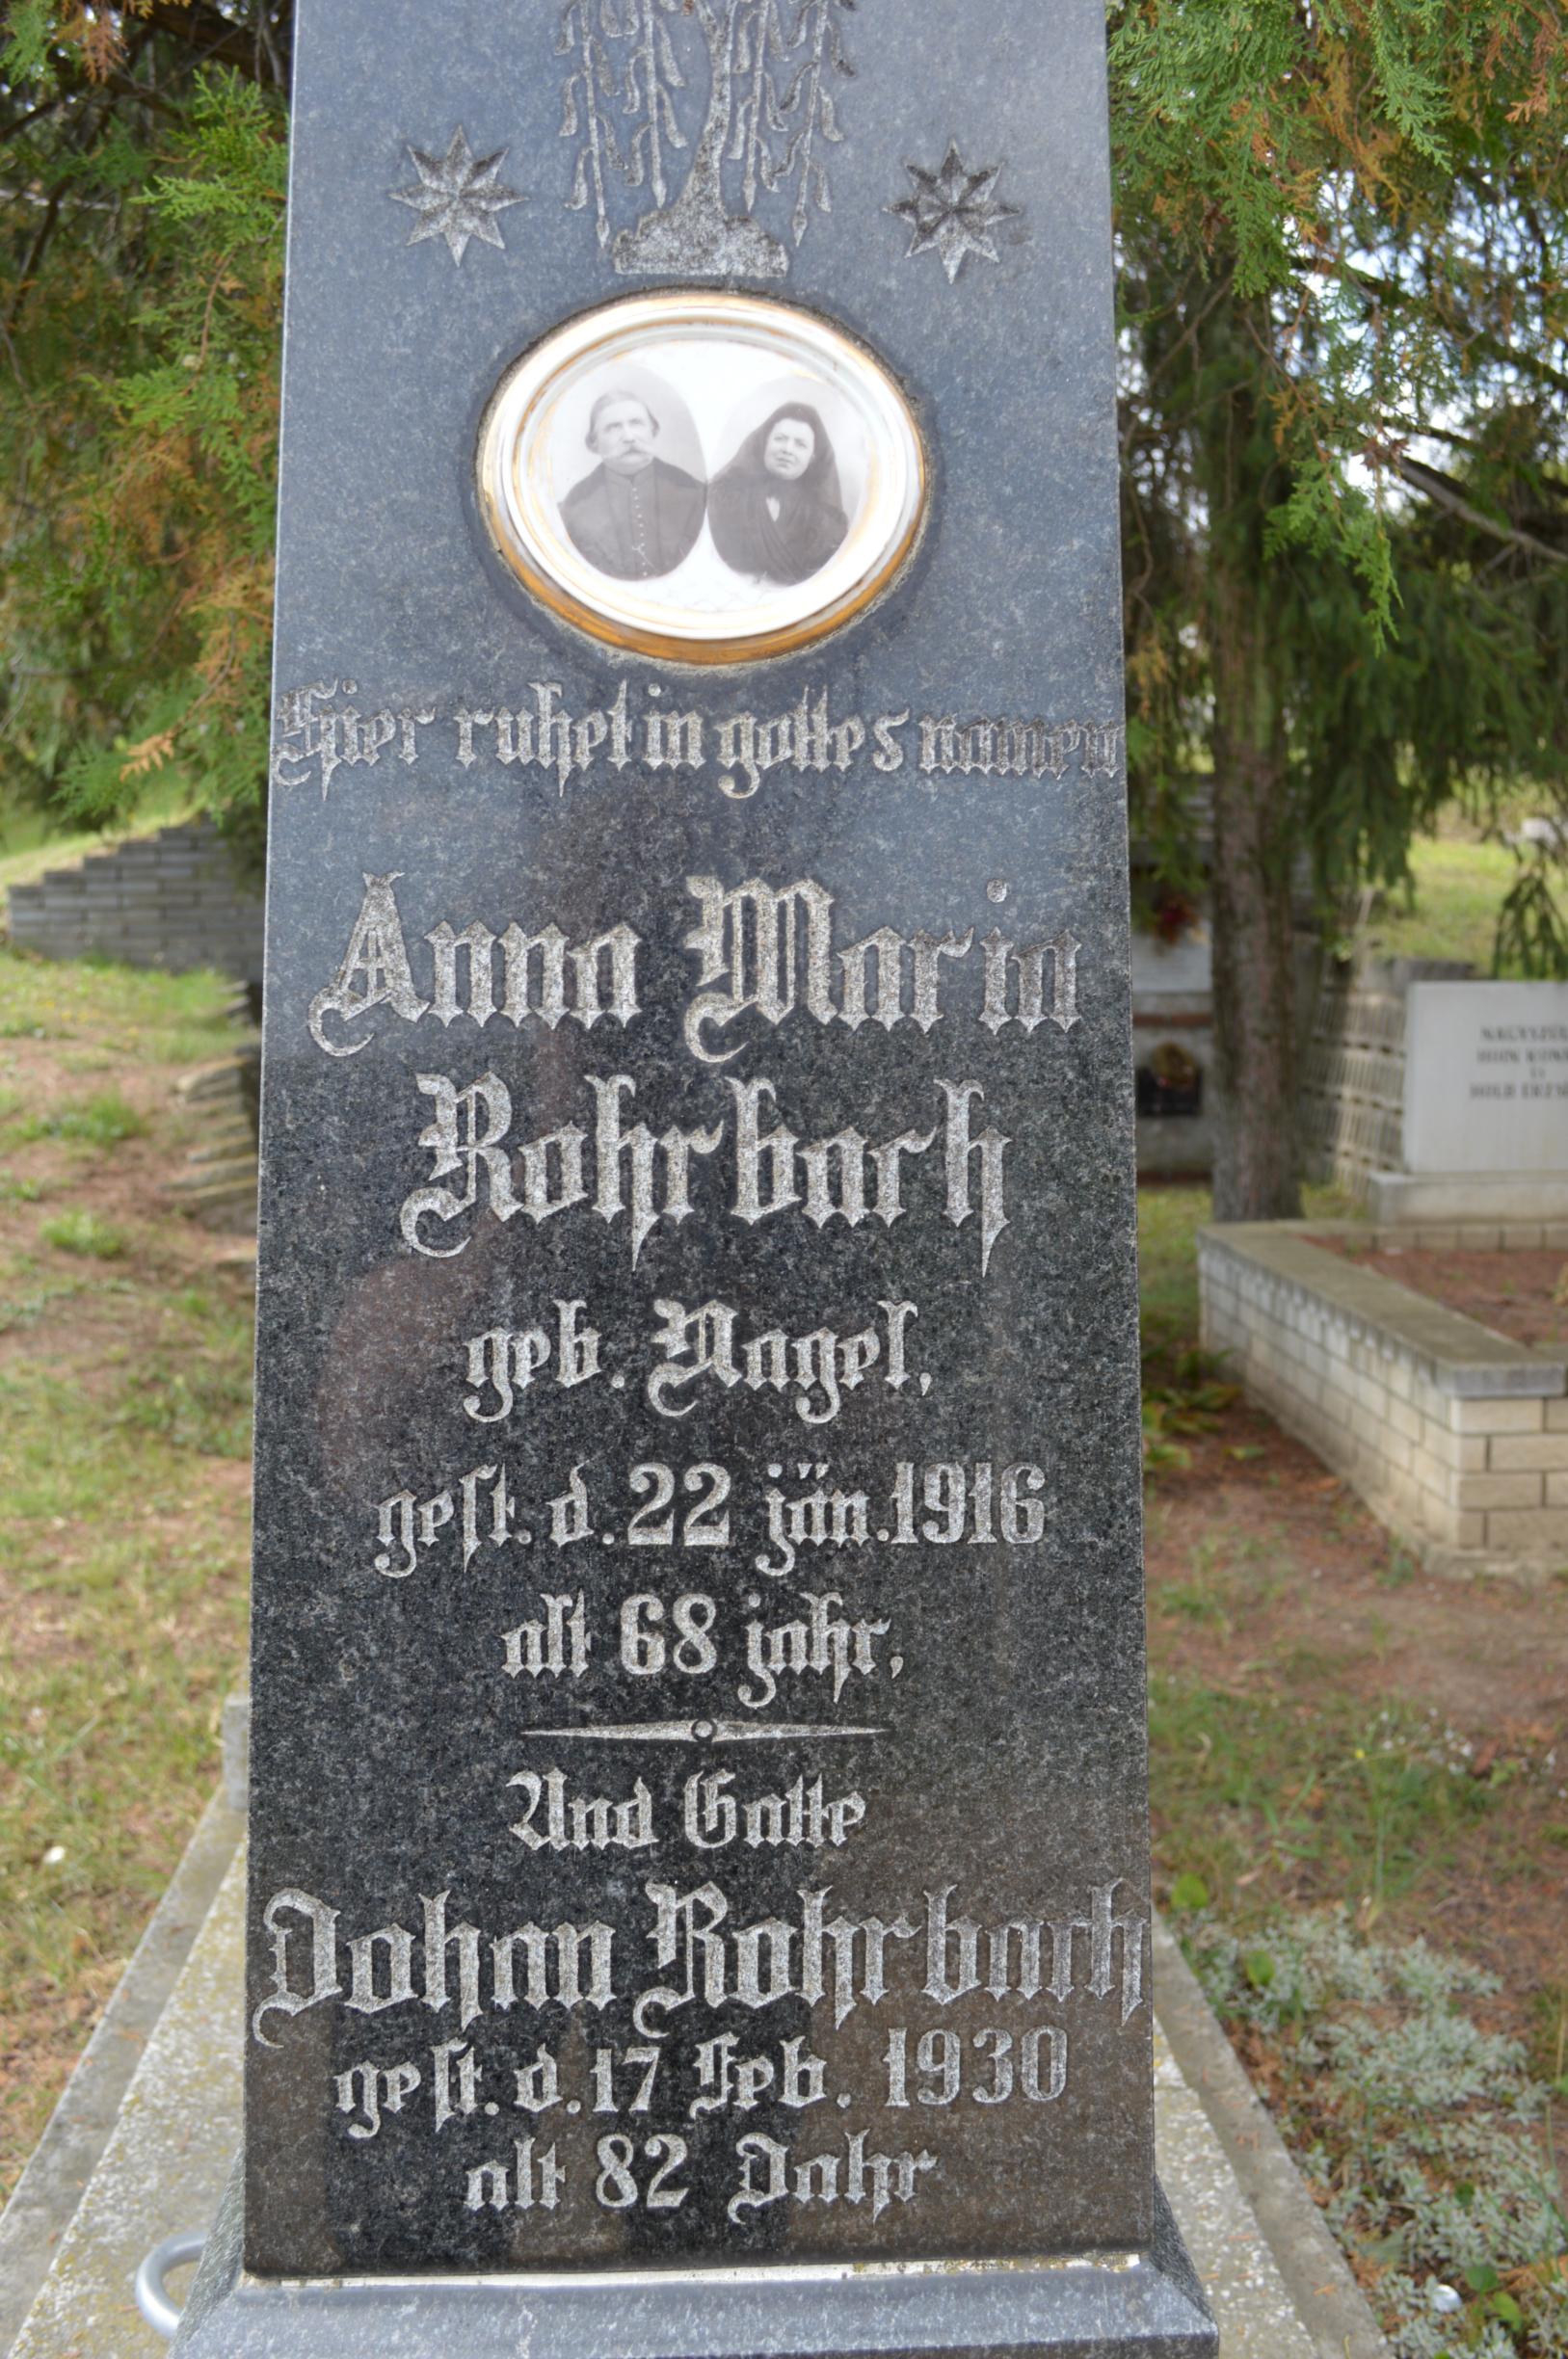 Hier ruhet in gottes namen
Anna Maria
Rohrbach
geb. Nagel,
gest. d. 22 jän. 1916
alt 68 jahr,
Und Gatte
Johan Rohrbach
gest. d. 17 Feb. 1930
alt 82 Jahr